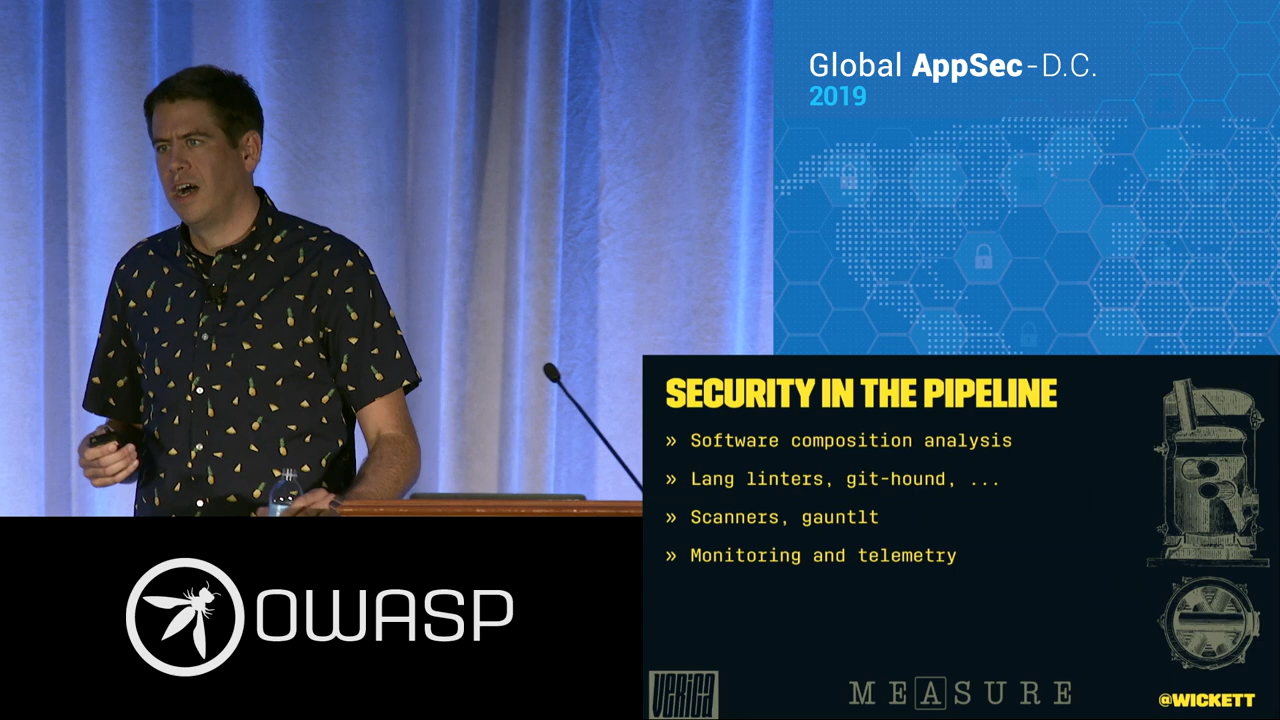 Global AppSec - D.C.
2019
SECURITY IN THE PIPELINE
» Software composition analysis
» Lang linters, git-hound, ...
» Scanners, gauntlt
» Monitoring and telemetry
VERICA
MEASURE
@WICKETT
OWASP